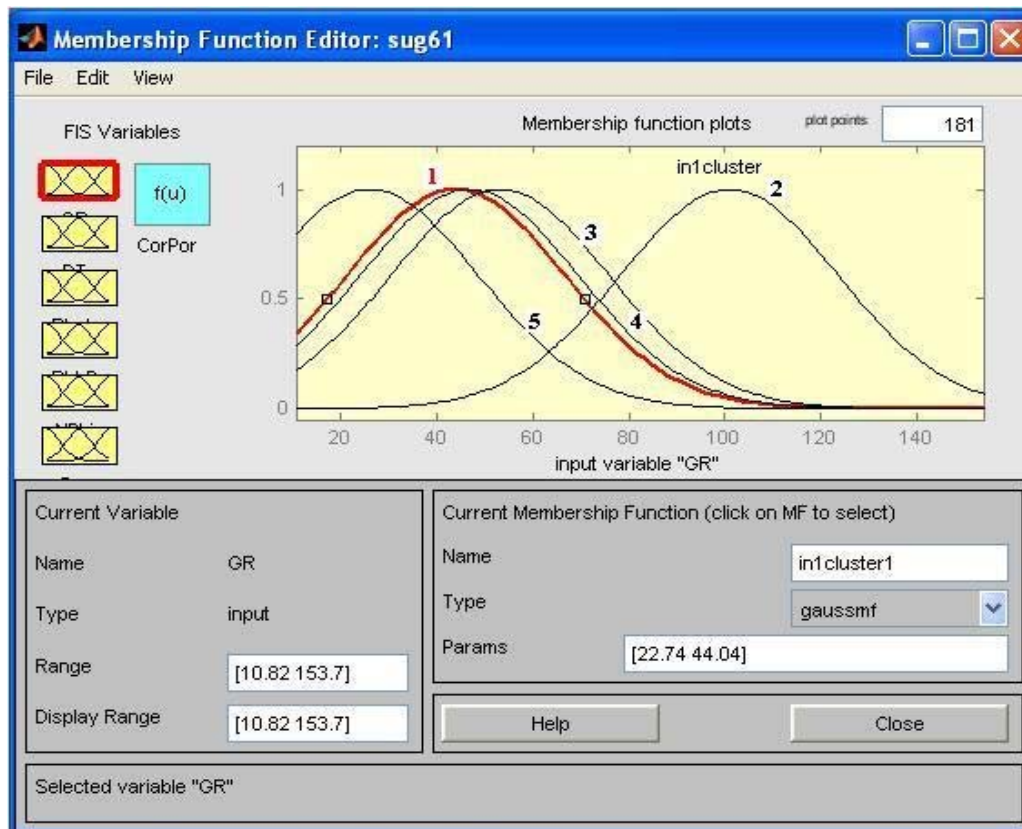 Membership Function Editor: sug61
File Edit View
FIS Variables
f(u)
CorPor
Membership function plots
plot points:
181
in1cluster
1
2
3
4
5
1
0.5
0
20 40 60 80 100 120 140
input variable "GR"
Current Variable
Name GR
Type input
Range [10.82 153.7]
Display Range [10.82 153.7]
Current Membership Function (click on MF to select)
Name in1cluster1
Type gaussmf
Params [22.74 44.04]
Help Close
Selected variable "GR"